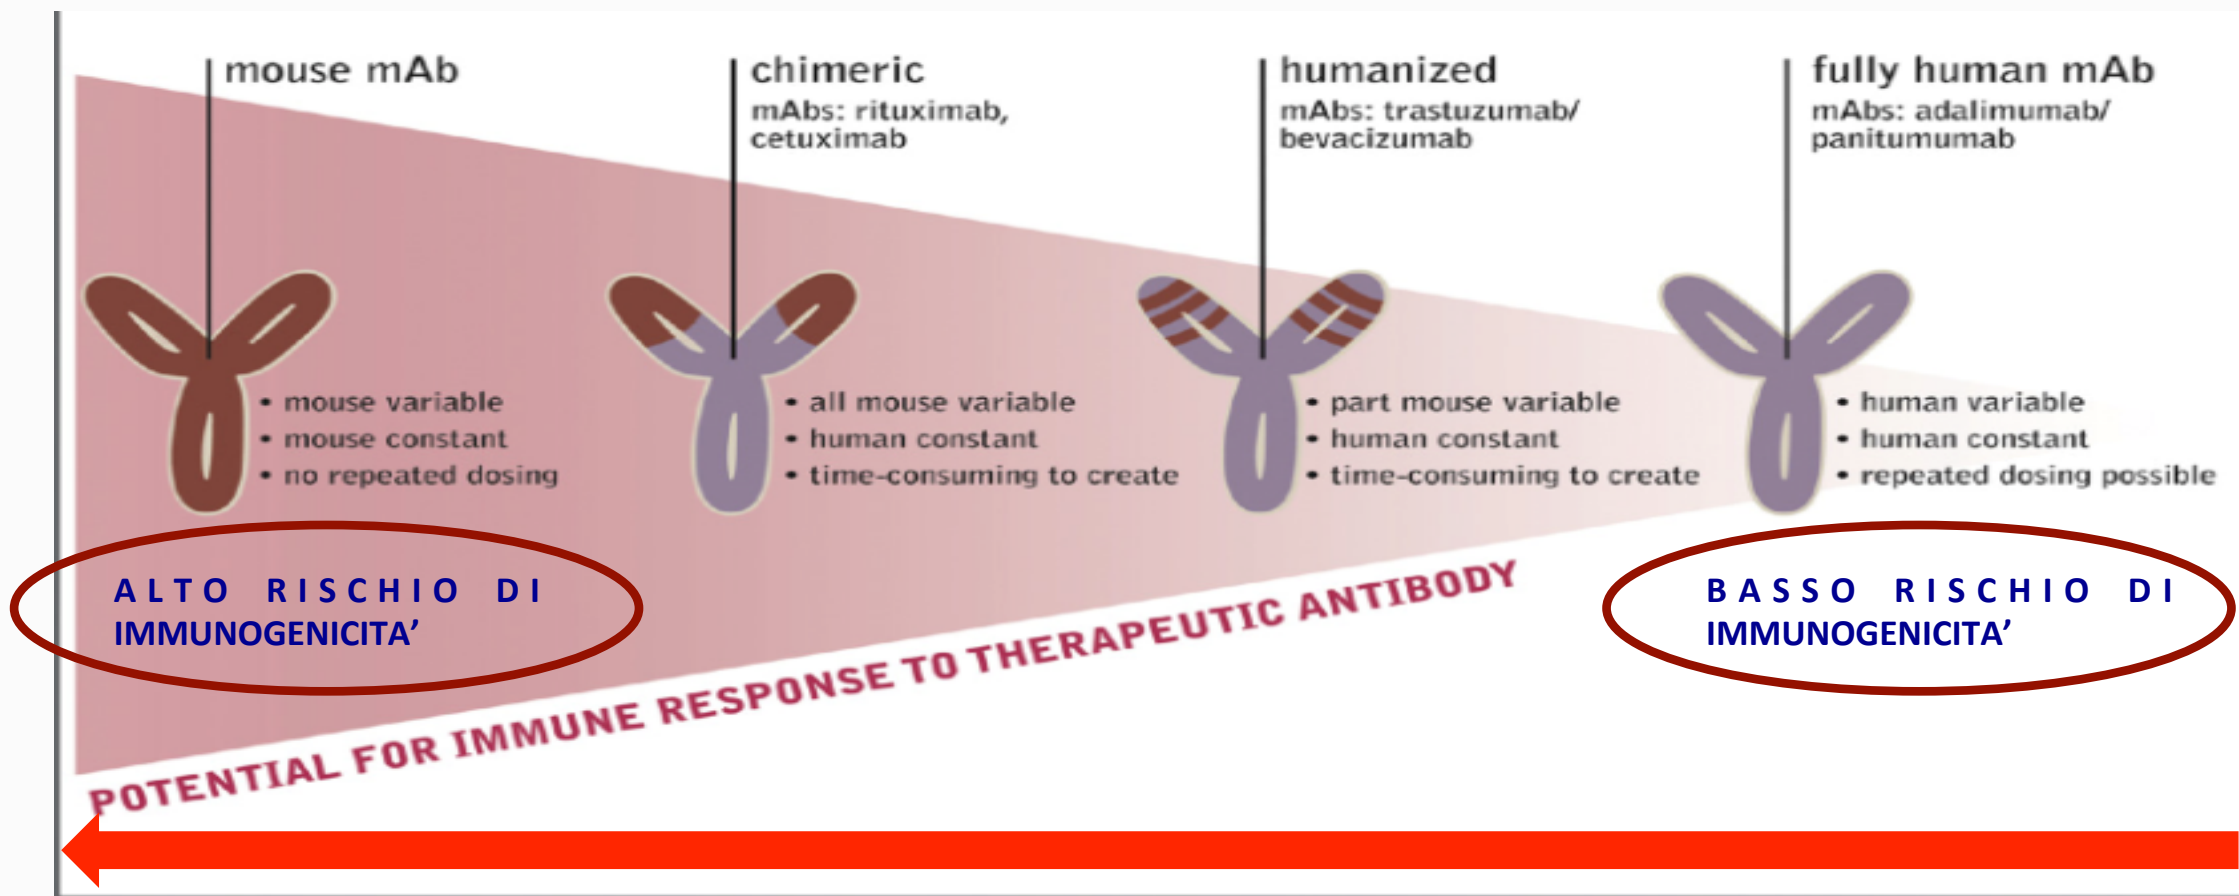 mouse mAb
chimeric
mAbs: rituximab,
cetuximab
humanized
mAbs: trastuzumab/
bevacizumab
fully human mAb
mAbs: adalimumab/
panitumumab
• mouse variable
• mouse constant
• no repeated dosing
• all mouse variable
• human constant
• time-consuming to create
• part mouse variable
• human constant
• time-consuming to create
• human variable
• human constant
• repeated dosing possible
ALTO RISCHIO DI
IMMUNOGENICITA’
BASSO RISCHIO DI
IMMUNOGENICITA’
POTENTIAL FOR IMMUNE RESPONSE TO THERAPEUTIC ANTIBODY